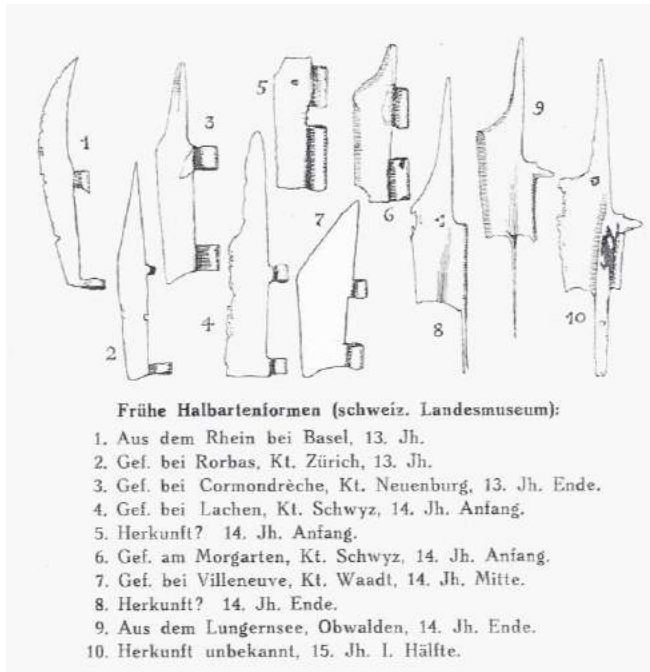 1
2
3
4
5
6
7
8
9
10
Frühe Halbartenformen (schweiz. Landesmuseum):
1. Aus dem Rhein bei Basel, 13. Jh.
2. Gef. bei Rorbas, Kt. Zürich, 13. Jh.
3. Gef. bei Cormondrèche, Kt. Neuenburg, 13. Jh. Ende.
4. Gef. bei Lachen, Kt. Schwyz, 14. Jh. Anfang.
5. Herkunft? 14. Jh. Anfang.
6. Gef. am Morgarten, Kt. Schwyz, 14. Jh. Anfang.
7. Gef. bei Villeneuve, Kt. Waadt, 14. Jh. Mitte.
8. Herkunft? 14. Jh. Ende.
9. Aus dem Lungernsee, Obwalden, 14. Jh. Ende.
10. Herkunft unbekannt, 15. Jh. I. Hälfte.